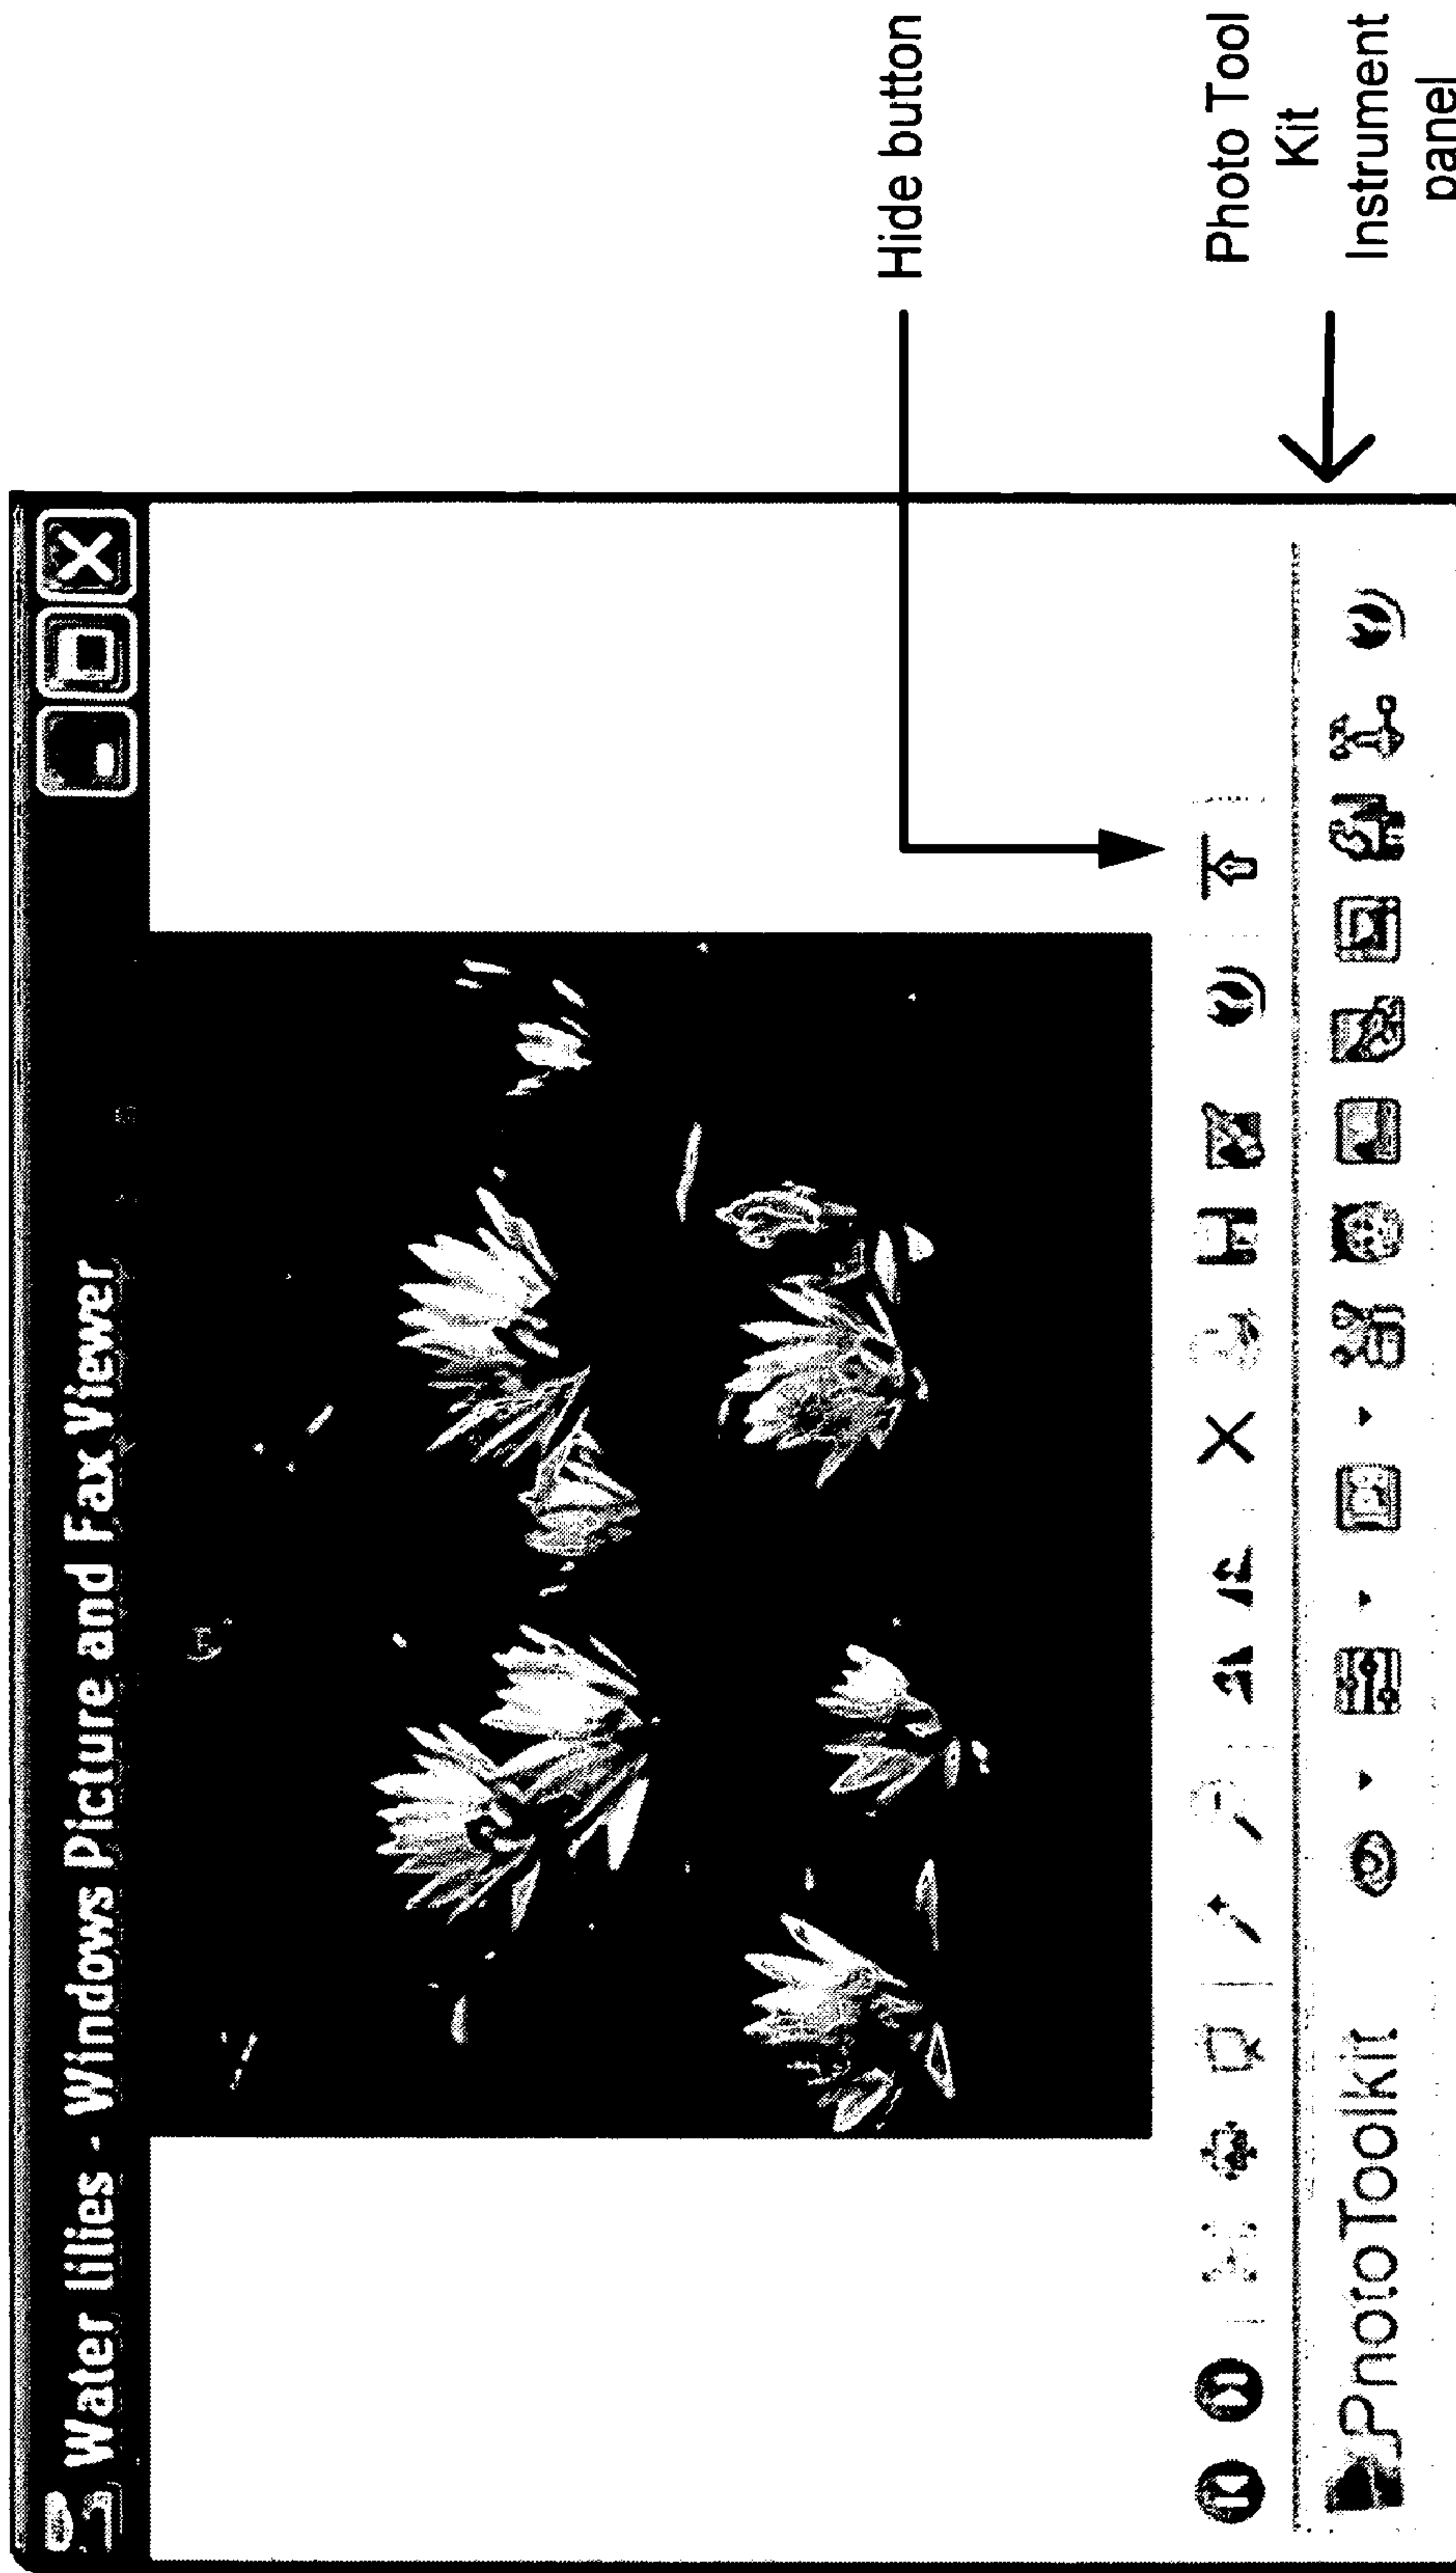 Water lilies - Windows Picture and Fax Viewer
Hide button
Photo Tool
Kit
Instrument
panel
PhotoToolkit